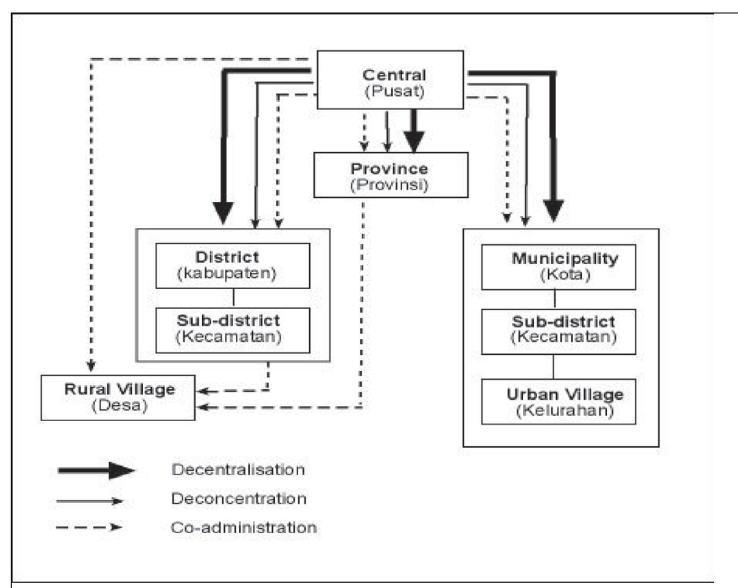 Central
(Pusat)
Province
(Provinsi)
District
(kabupaten)
Sub-district
(Kecamatan)
Rural Village
(Desa)
Municipality
(Kota)
Sub-district
(Kecamatan)
Urban Village
(Kelurahan)
Decentralisation
Deconcentration
Co-administration